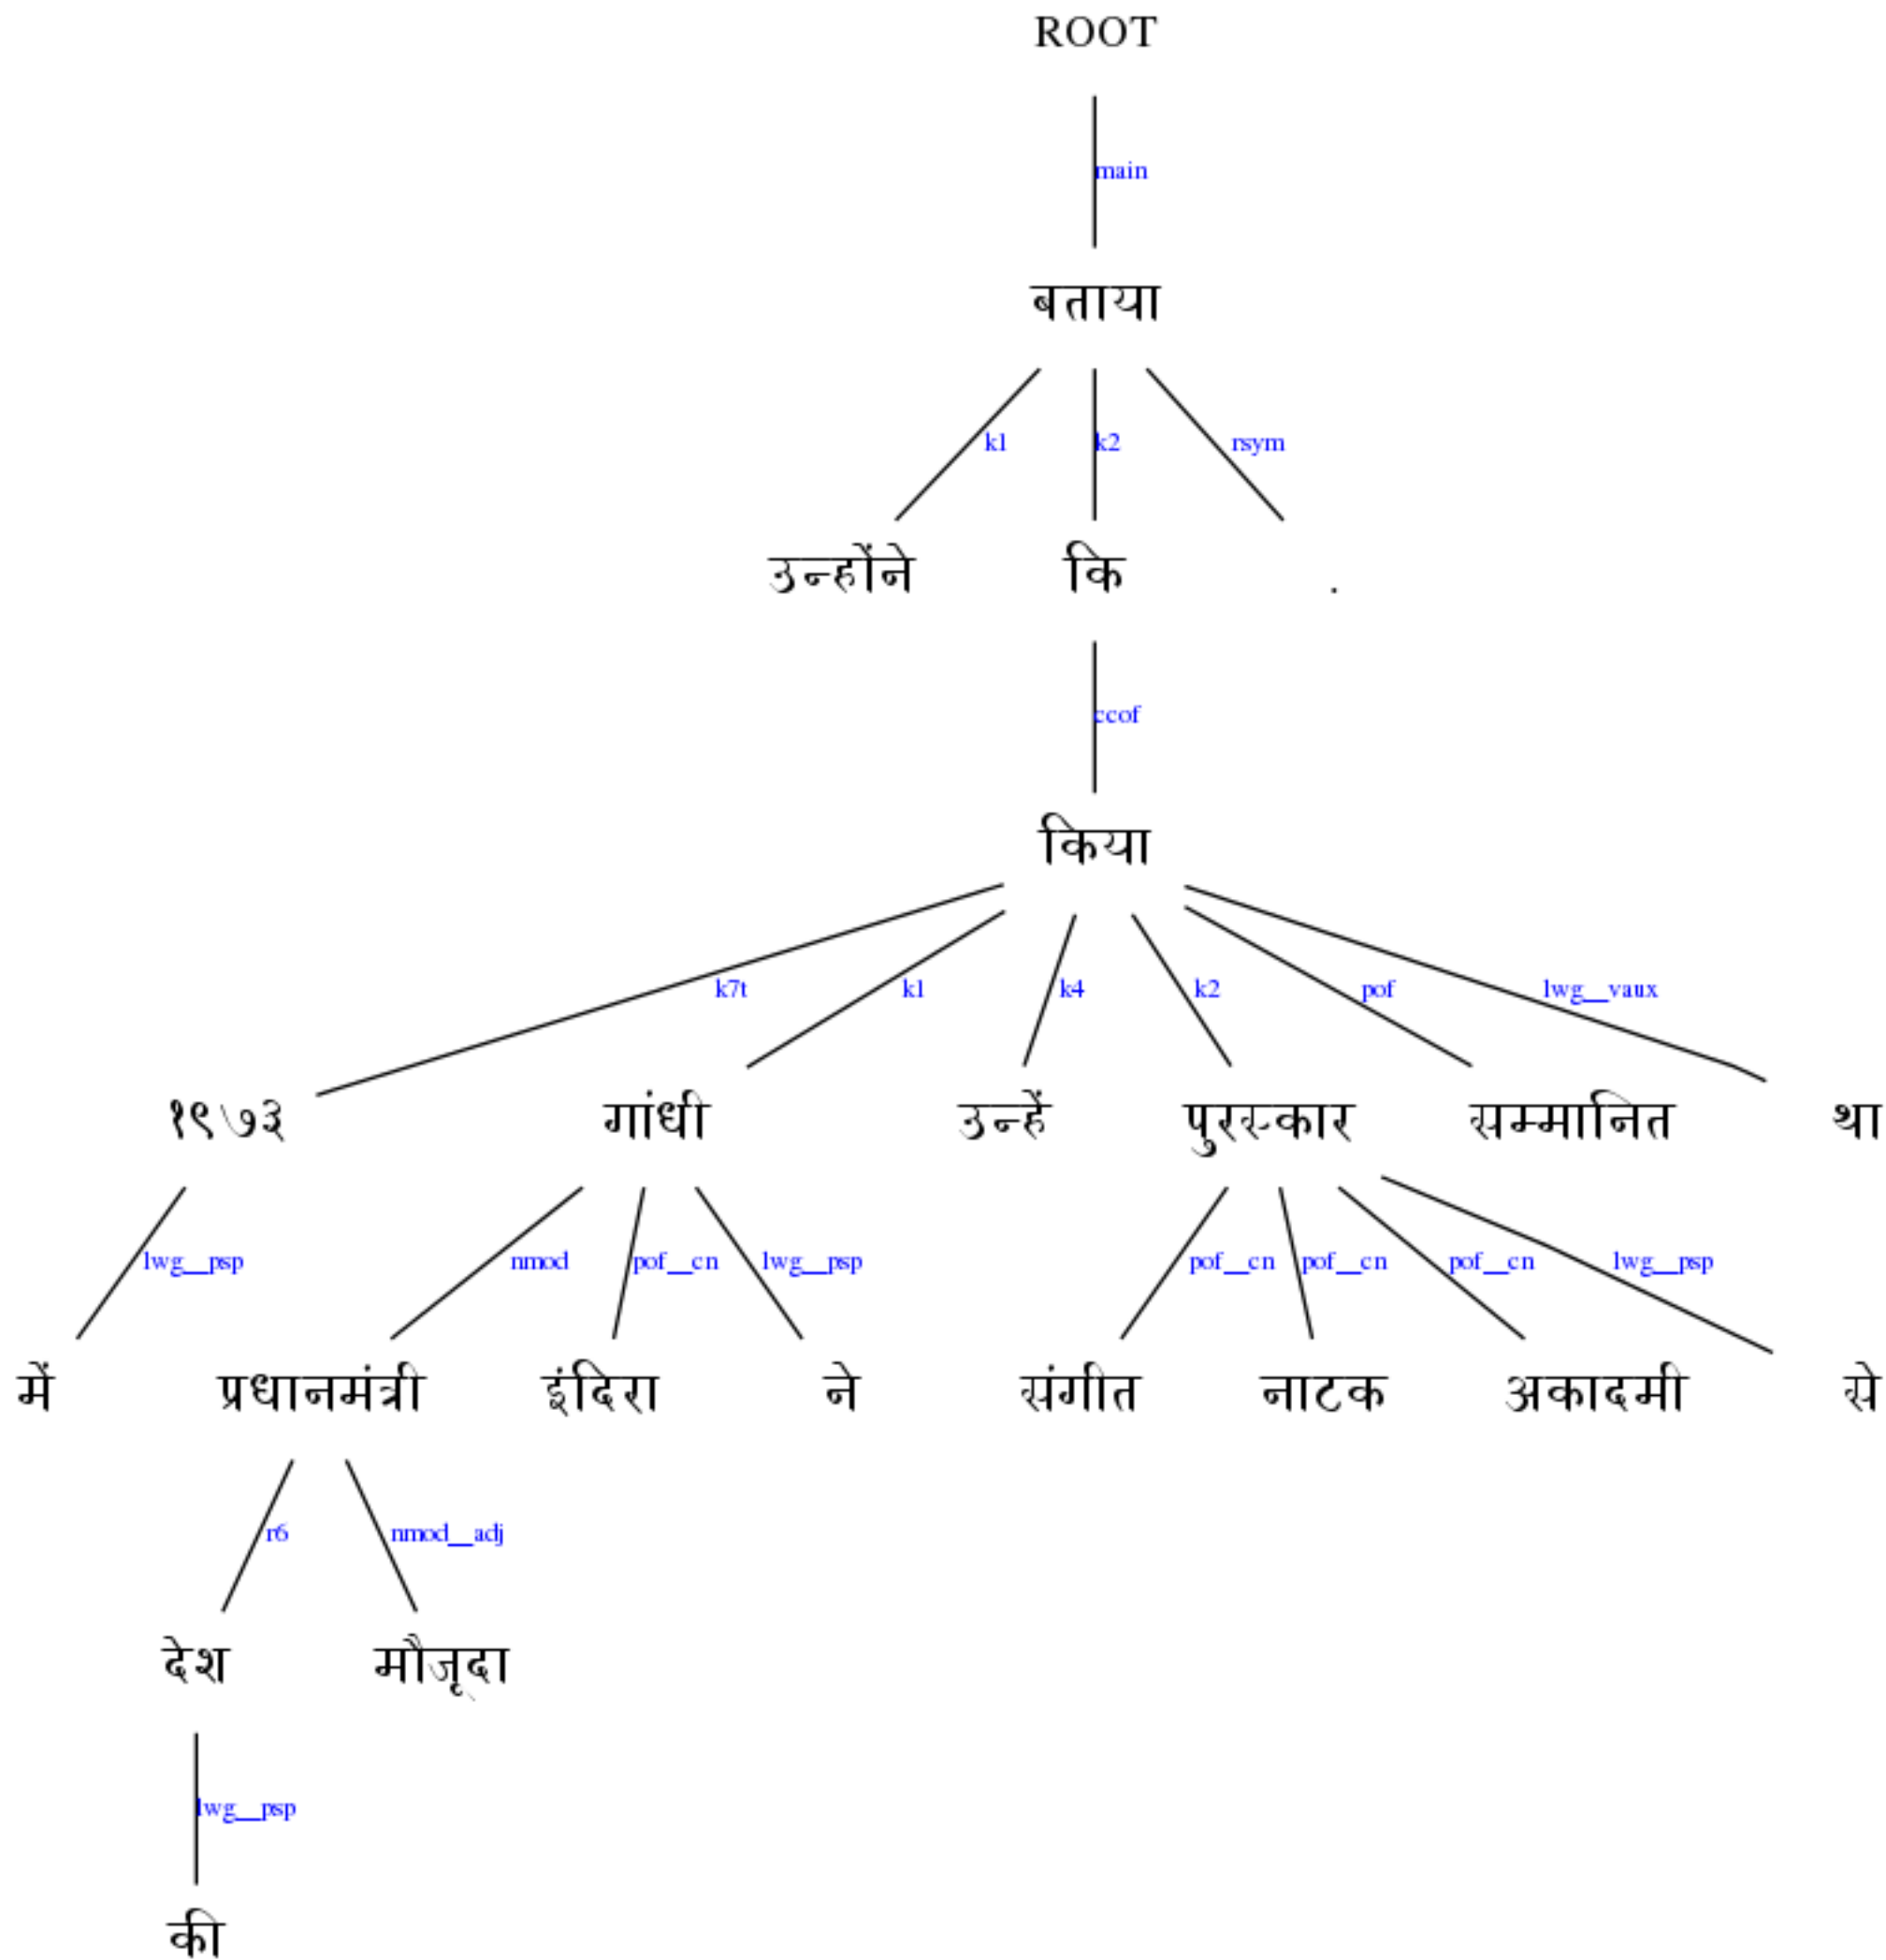 ROOT
main
बताया
k1 k2 rsym
उन्होंने कि .
ccof
किया
k7t k1 k4 k2 pof lwg__vaux
१९७३ गांधी उन्हें पुरस्कार सम्मानित था
lwg__psp nmod pof__cn lwg__psp pof__cn pof__cn pof__cn lwg__psp
में प्रधानमंत्री इंदिरा ने संगीत नाटक अकादमी से
r6 nmod__adj
देश मौजूदा
lwg__psp
की